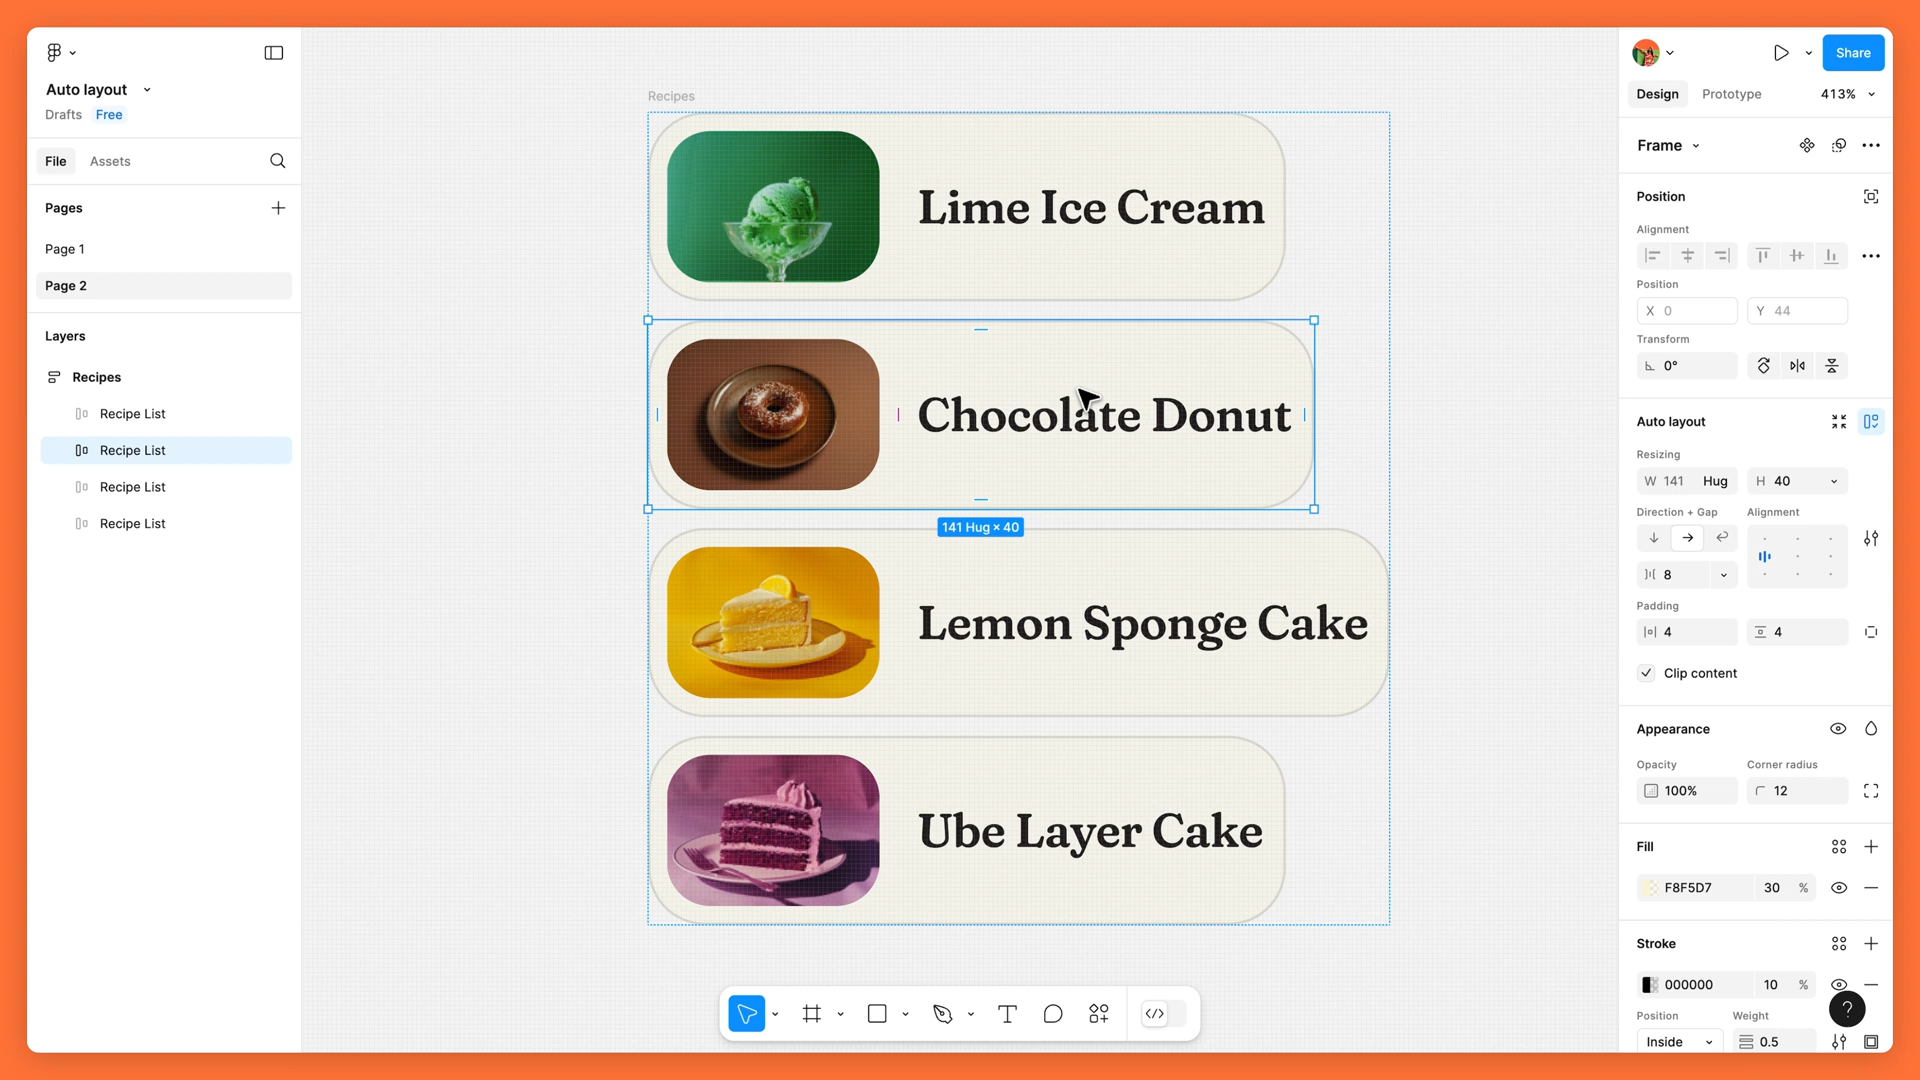 Auto layout
Drafts Free
File Assets
Pages
Page 1
Page 2
Layers
Recipes
Recipe List
Recipe List
Recipe List
Recipe List
Recipes
Lime Ice Cream
Chocolate Donut
141 Hug × 40
Lemon Sponge Cake
Ube Layer Cake
Share
Design Prototype 413%
Frame
Position
Alignment
Position
X 0 Y 44
Transform
0°
Auto layout
Resizing
W 141 Hug H 40
Direction + Gap Alignment
8
Padding
4 4
Clip content
Appearance
Opacity Corner radius
100% 12
Fill
F8F5D7 30 %
Stroke
000000 10 %
Position Weight
Inside 0.5
?